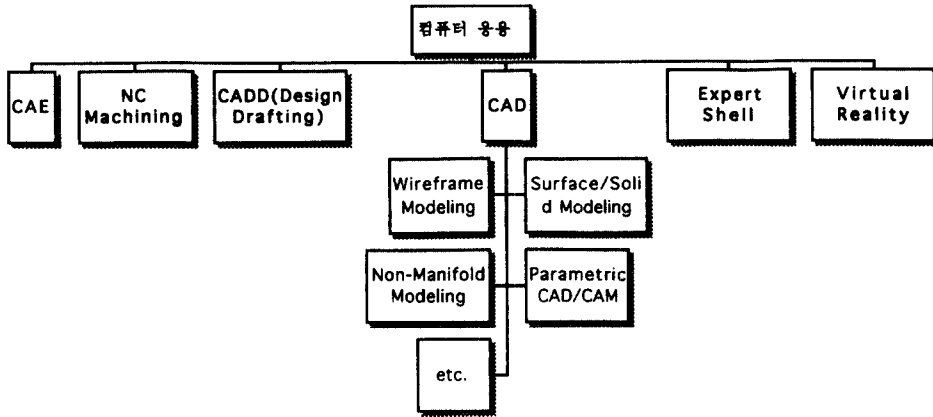 컴퓨터 응용
CAE
NC
Machining
CADD(Design
Drafting)
CAD
Expert
Shell
Virtual
Reality
Wireframe
Modeling
Surface/Soli
d Modeling
Non-Manifold
Modeling
Parametric
CAD/CAM
etc.